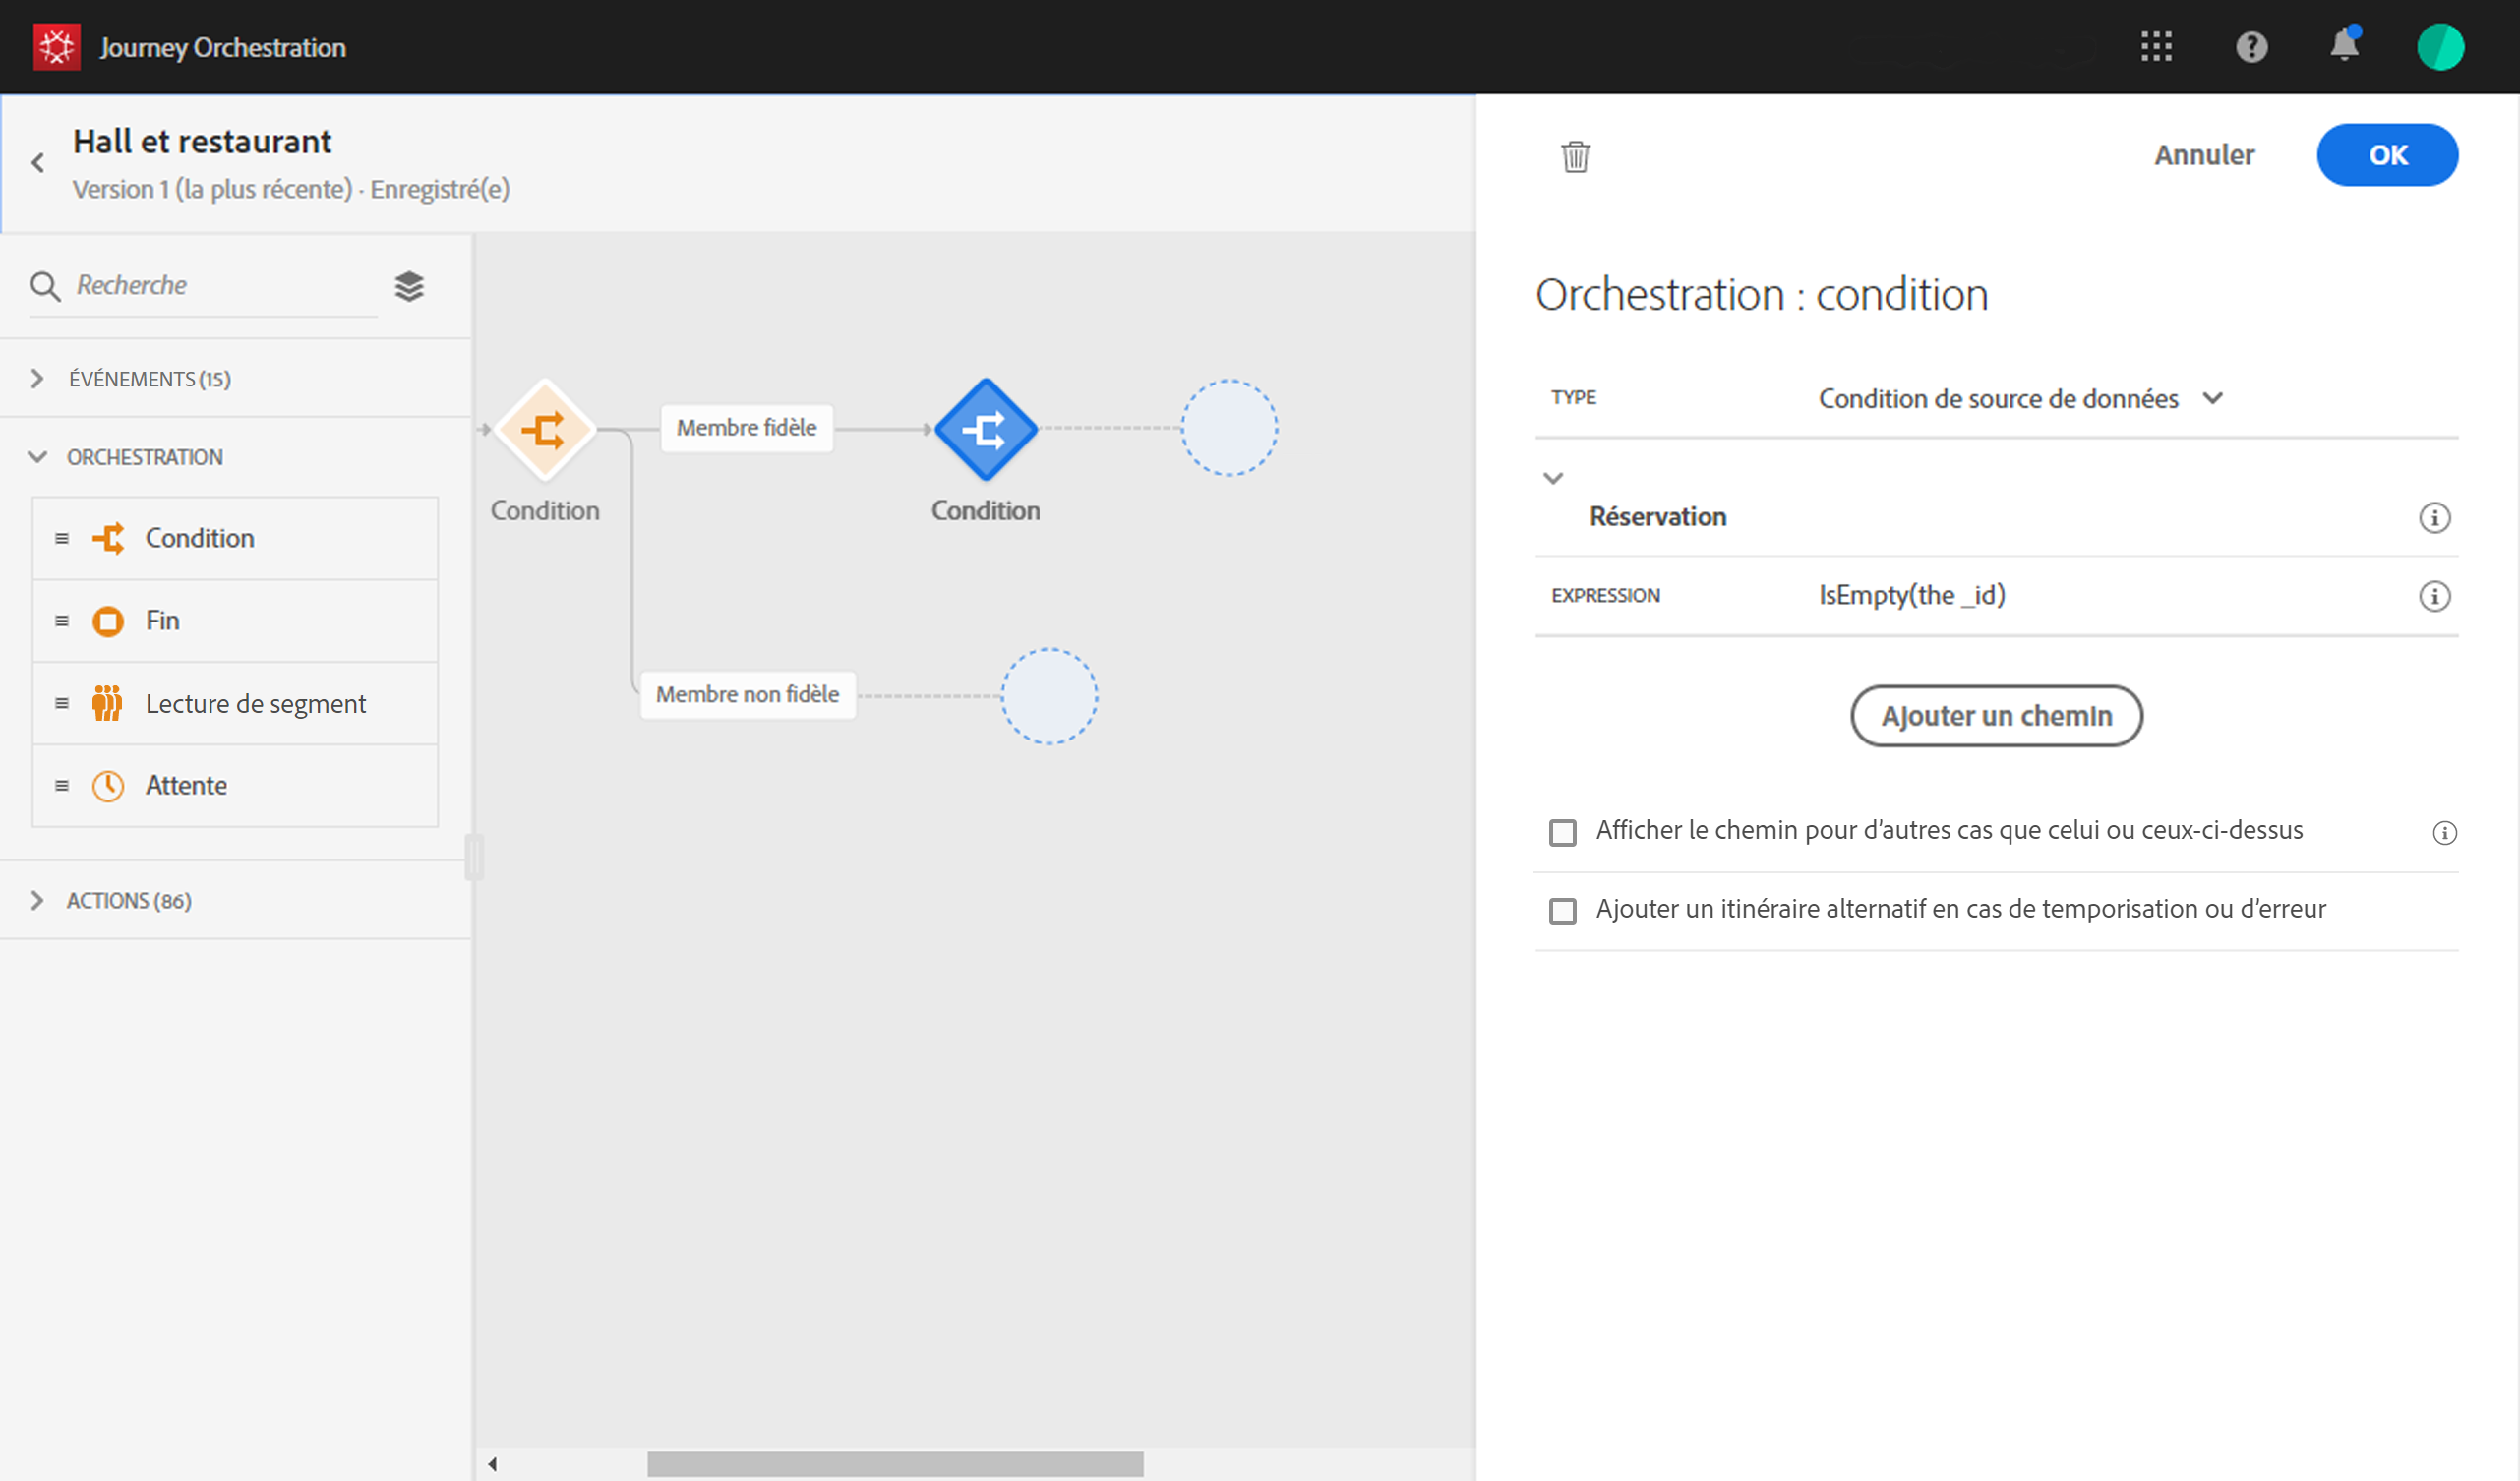 Journey Orchestration
Hall et restaurant
Version 1 (la plus récente) · Enregistré(e)
Annuler
OK
Recherche
ÉVÉNEMENTS (15)
ORCHESTRATION
Condition
Fin
Lecture de segment
Attente
ACTIONS (86)
Condition
Membre fidèle
Condition
Membre non fidèle
Orchestration : condition
TYPE
Condition de source de données
Réservation
EXPRESSION
IsEmpty(the _id)
Ajouter un chemin
Afficher le chemin pour d’autres cas que celui ou ceux-ci-dessus
Ajouter un itinéraire alternatif en cas de temporisation ou d’erreur